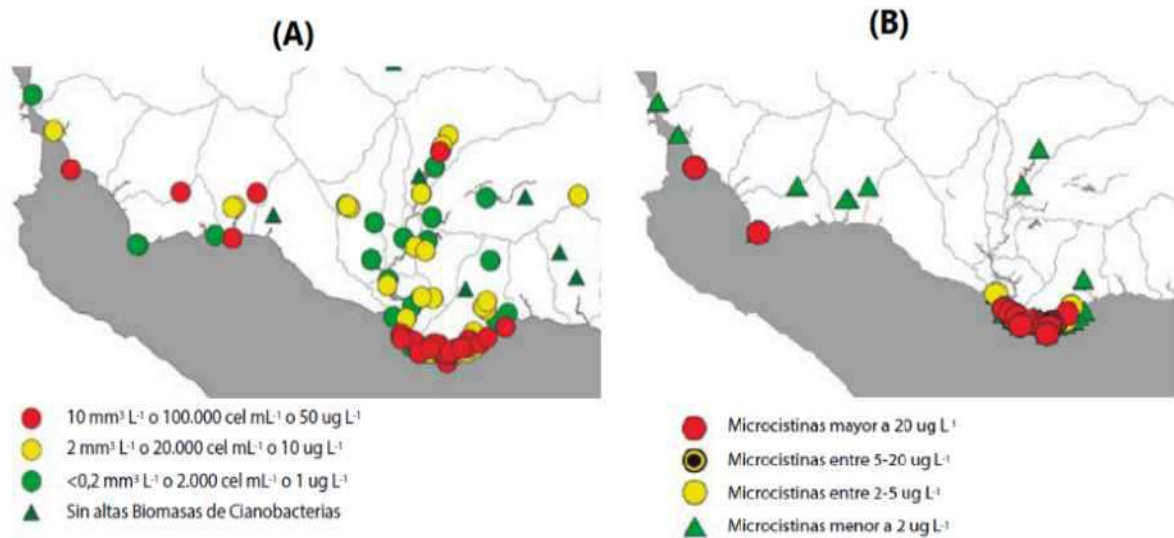 (A)
10 mm³ L⁻¹ o 100.000 cel mL⁻¹ o 50 ug L⁻¹
2 mm³ L⁻¹ o 20.000 cel mL⁻¹ o 10 ug L⁻¹
<0,2 mm³ L⁻¹ o 2.000 cel mL⁻¹ o 1 ug L⁻¹
Sin altas Biomasas de Cianobacterias
(B)
Microcistinas mayor a 20 ug L⁻¹
Microcistinas entre 5-20 ug L⁻¹
Microcistinas entre 2-5 ug L⁻¹
Microcistinas menor a 2 ug L⁻¹